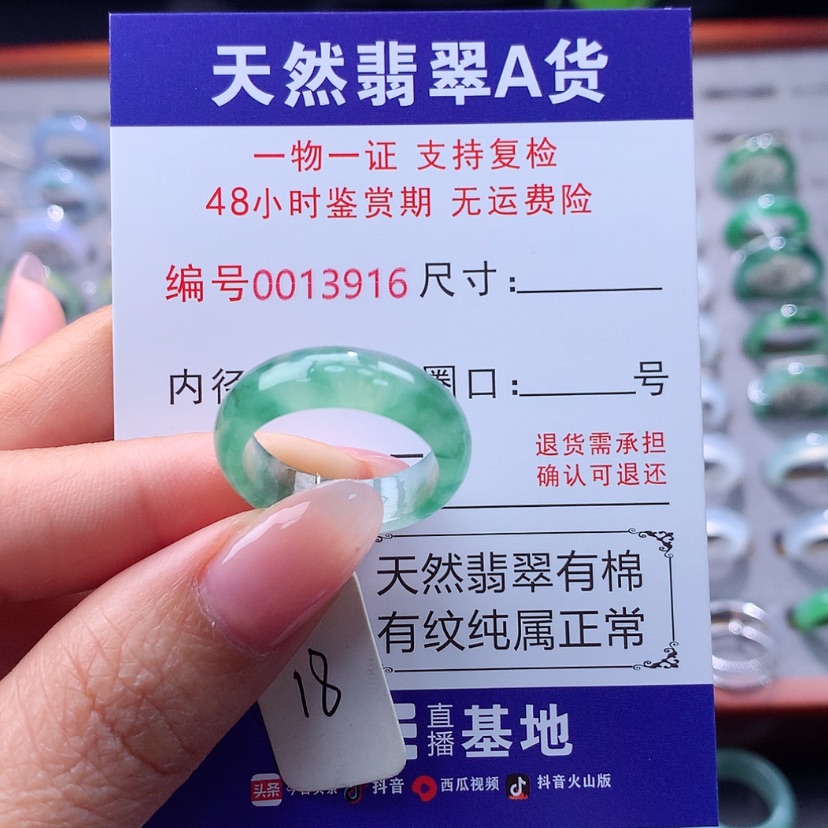 天然翡翠A货
一物一证 支持复检
48小时鉴赏期 无运费险
编号0013916 尺寸:
内径 圈口: 号
退货需承担
确认可退还
天然翡翠有棉
有纹纯属正常
18
直播基地
头条 今日头条 抖音 西瓜视频 抖音火山版